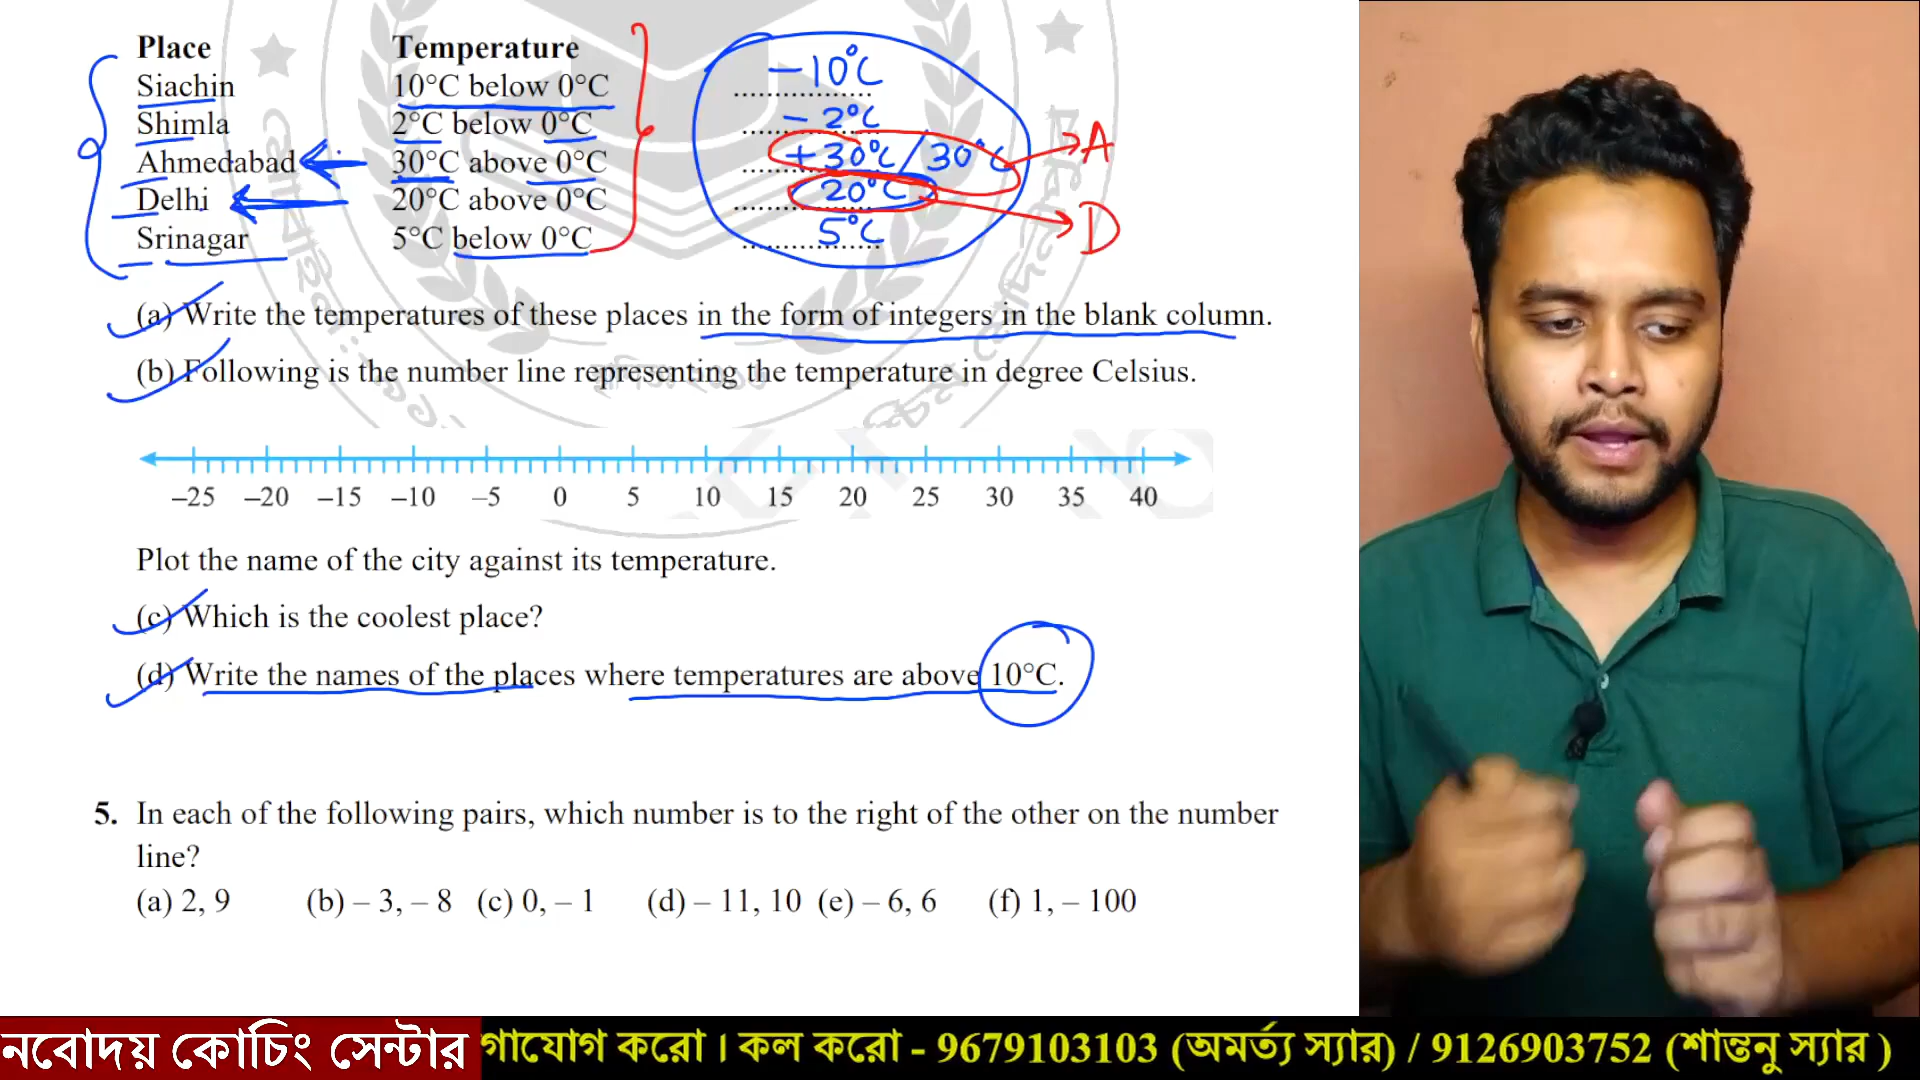 Place Temperature
Siachin 10°C below 0°C -10°C
Shimla 2°C below 0°C -2°C
Ahmedabad 30°C above 0°C +30°C/30°C A
Delhi 20°C above 0°C 20°C D
Srinagar 5°C below 0°C 5°C
(a) Write the temperatures of these places in the form of integers in the blank column.
(b) Following is the number line representing the temperature in degree Celsius.
–25 –20 –15 –10 –5 0 5 10 15 20 25 30 35 40
Plot the name of the city against its temperature.
(c) Which is the coolest place?
(d) Write the names of the places where temperatures are above 10°C.
5. In each of the following pairs, which number is to the right of the other on the number
line?
(a) 2, 9 (b) – 3, – 8 (c) 0, – 1 (d) – 11, 10 (e) – 6, 6 (f) 1, – 100
নবোদয় কোচিং সেন্টার গাযোগ করো। কল করো - 9679103103 (অমর্ত্য স্যার) / 9126903752 (শান্তনু স্যার )